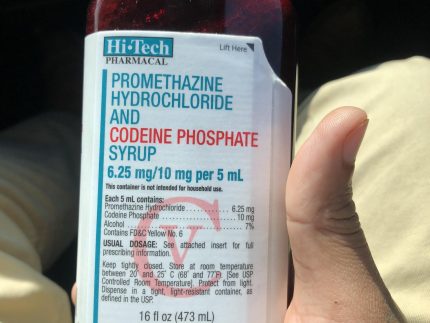 Hi•Tech
PHARMACAL
Lift Here
PROMETHAZINE
HYDROCHLORIDE
AND
CODEINE PHOSPHATE
SYRUP
6.25 mg/10 mg per 5 mL
This container is not intended for household use.
Each 5 mL contains:
Promethazine Hydrochloride.......... 6.25 mg
Codeine Phosphate.......... 10 mg
Alcohol.......... 7%
Contains FD&C Yellow No. 6
USUAL DOSAGE: See attached insert for full
prescribing information.
Keep tightly closed. Store at room temperature
between 20° and 25°C (68° and 77°F) [See USP
Controlled Room Temperature]. Protect from light.
Dispense in a tight, light-resistant container, as
defined in the USP.
CV
16 fl oz (473 mL)